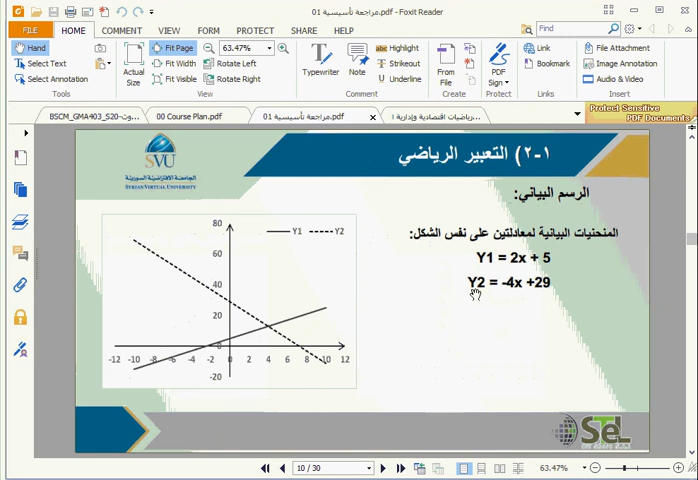 مراجعة تأسيسية 01.pdf - Foxit Reader
FILE HOME COMMENT VIEW FORM PROTECT SHARE HELP Find
Hand
Select Text
Select Annotation
Tools
Actual Size
Fit Page
Fit Width
Fit Visible
63.47%
Rotate Left
Rotate Right
View
Typewriter
Note
Highlight
Strikeout
Underline
Comment
From File
Create
PDF Sign
Protect
Link
Bookmark
Links
File Attachment
Image Annotation
Audio & Video
Insert
BSCM_GMA403_S20-وت... 00 Course Plan.pdf مراجعة تأسيسية 01.pdf رياضيات اقتصادية وإدارية ا...
Protect Sensitive
PDF Documents
SVU
الجامعة الافتراضية السورية
SYRIAN VIRTUAL UNIVERSITY
٢-١) التعبير الرياضي
الرسم البياني:
المنحنيات البيانية لمعادلتين على نفس الشكل:
Y1 = 2x + 5
Y2 = -4x +29
Y1 Y2
80
60
40
20
0
-20
-12 -10 -8 -6 -4 -2 0 2 4 6 8 10 12
STeL
10 / 30
63.47%